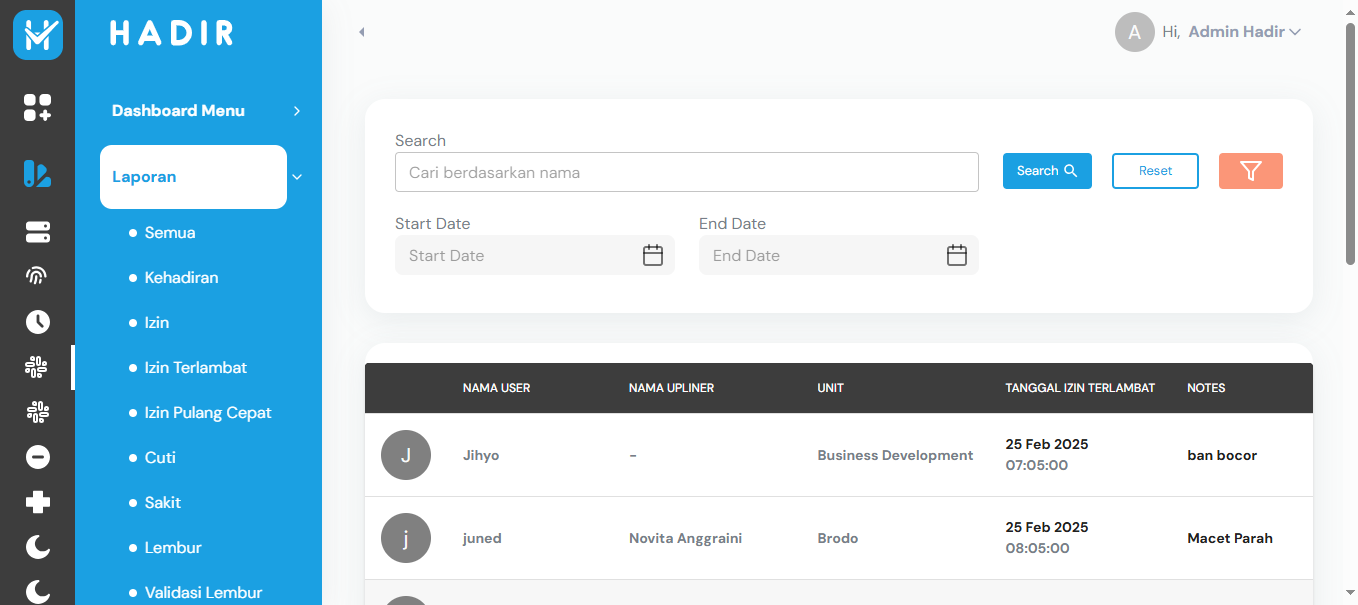 HADIR
A
Hi, Admin Hadir
Dashboard Menu
Laporan
Semua
Kehadiran
Izin
Izin Terlambat
Izin Pulang Cepat
Cuti
Sakit
Lembur
Validasi Lembur
Search
Cari berdasarkan nama
Search
Reset
Start Date
End Date
Start Date
End Date
NAMA USER
NAMA UPLINER
UNIT
TANGGAL IZIN TERLAMBAT
NOTES
J
Jihyo
-
Business Development
25 Feb 2025
07:05:00
ban bocor
j
juned
Novita Anggraini
Brodo
25 Feb 2025
08:05:00
Macet Parah